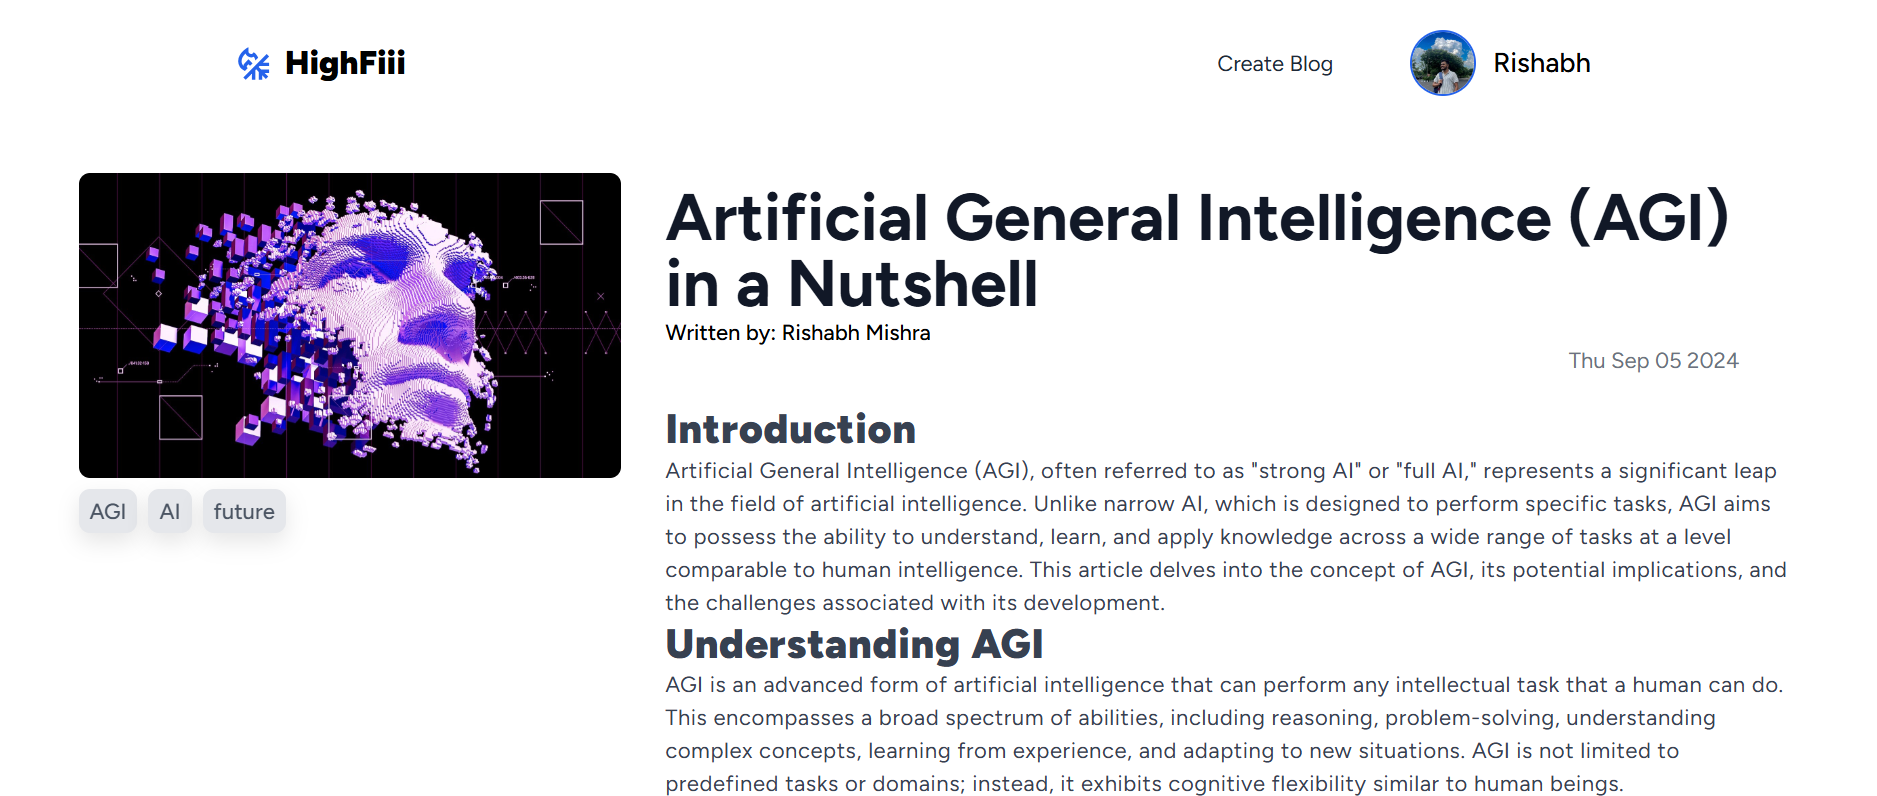 HighFiii
Create Blog
Rishabh
Artificial General Intelligence (AGI)
in a Nutshell
Written by: Rishabh Mishra
Thu Sep 05 2024
AGI
AI
future
Introduction
Artificial General Intelligence (AGI), often referred to as "strong AI" or "full AI," represents a significant leap
in the field of artificial intelligence. Unlike narrow AI, which is designed to perform specific tasks, AGI aims
to possess the ability to understand, learn, and apply knowledge across a wide range of tasks at a level
comparable to human intelligence. This article delves into the concept of AGI, its potential implications, and
the challenges associated with its development.
Understanding AGI
AGI is an advanced form of artificial intelligence that can perform any intellectual task that a human can do.
This encompasses a broad spectrum of abilities, including reasoning, problem-solving, understanding
complex concepts, learning from experience, and adapting to new situations. AGI is not limited to
predefined tasks or domains; instead, it exhibits cognitive flexibility similar to human beings.